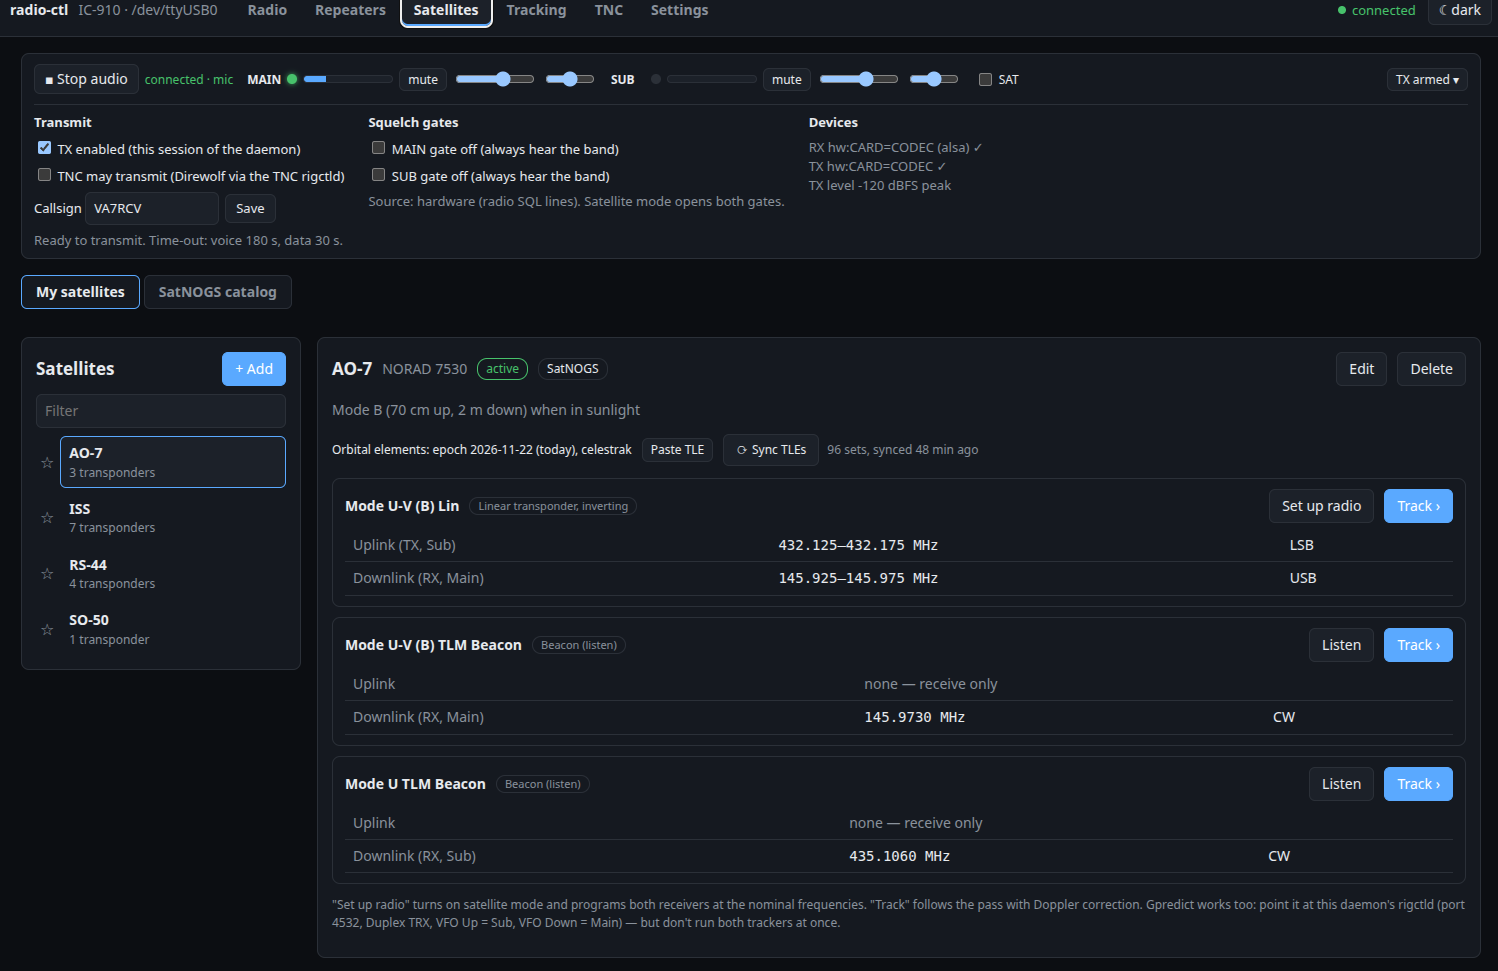 radio-ctl IC-910 · /dev/ttyUSB0 Radio Repeaters Satellites Tracking TNC Settings connected ☾ dark
■ Stop audio connected · mic MAIN mute SUB mute SAT TX armed ▾
Transmit
TX enabled (this session of the daemon)
TNC may transmit (Direwolf via the TNC rigctld)
Callsign VA7RCV Save
Ready to transmit. Time-out: voice 180 s, data 30 s.
Squelch gates
MAIN gate off (always hear the band)
SUB gate off (always hear the band)
Source: hardware (radio SQL lines). Satellite mode opens both gates.
Devices
RX hw:CARD=CODEC (alsa) ✓
TX hw:CARD=CODEC ✓
TX level -120 dBFS peak
My satellites SatNOGS catalog
Satellites + Add
Filter
☆ AO-7
3 transponders
☆ ISS
7 transponders
☆ RS-44
4 transponders
☆ SO-50
1 transponder
AO-7 NORAD 7530 active SatNOGS Edit Delete
Mode B (70 cm up, 2 m down) when in sunlight
Orbital elements: epoch 2026-11-22 (today), celestrak Paste TLE ⟳ Sync TLEs 96 sets, synced 48 min ago
Mode U-V (B) Lin Linear transponder, inverting Set up radio Track ›
Uplink (TX, Sub) 432.125–432.175 MHz LSB
Downlink (RX, Main) 145.925–145.975 MHz USB
Mode U-V (B) TLM Beacon Beacon (listen) Listen Track ›
Uplink none — receive only
Downlink (RX, Main) 145.9730 MHz CW
Mode U TLM Beacon Beacon (listen) Listen Track ›
Uplink none — receive only
Downlink (RX, Sub) 435.1060 MHz CW
"Set up radio" turns on satellite mode and programs both receivers at the nominal frequencies. "Track" follows the pass with Doppler correction. Gpredict works too: point it at this daemon's rigctld (port
4532, Duplex TRX, VFO Up = Sub, VFO Down = Main) — but don't run both trackers at once.